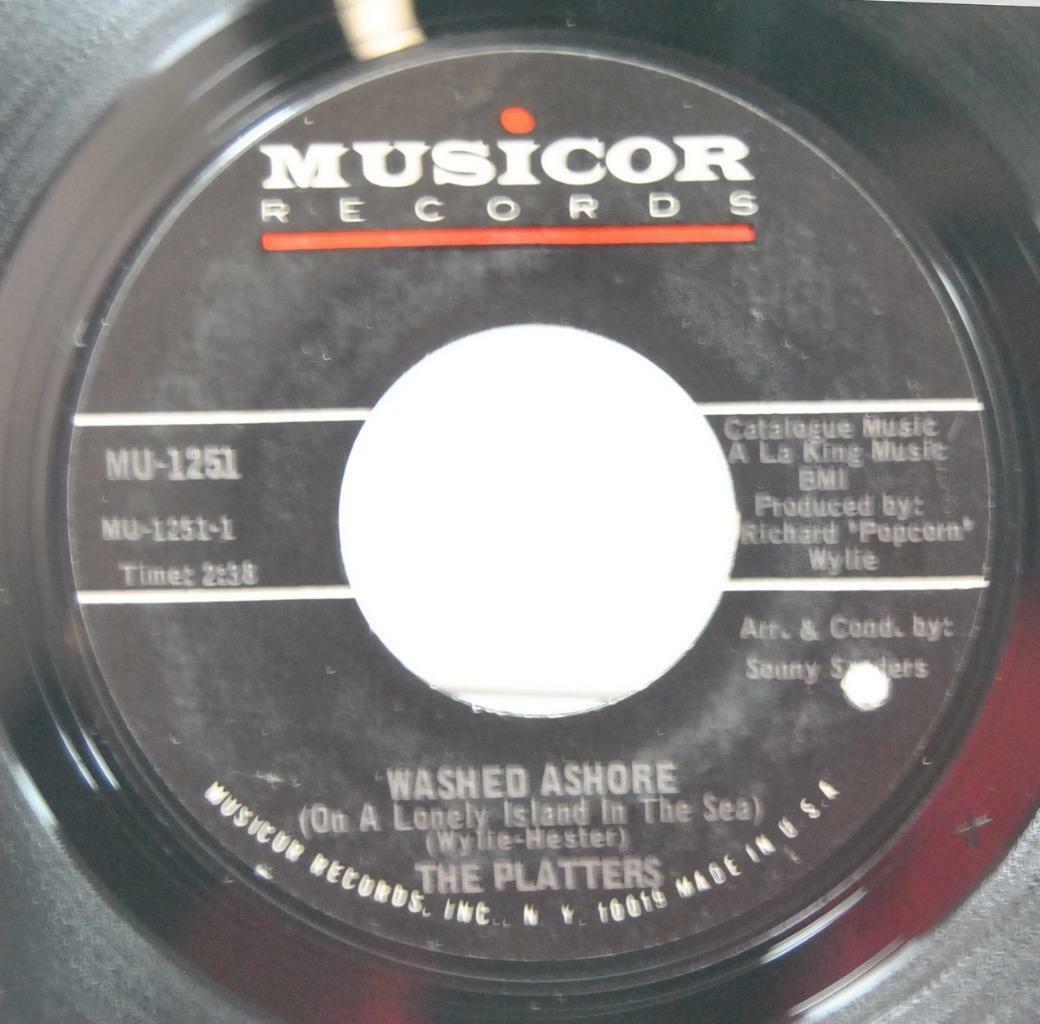 MUSiCOR
RECORDS
MU-1251
MU-1251-1
Time: 2:38
Catalogue Music /
A La King Music
BMI
Produced by:
Richard "Popcorn"
Wylie
Arr. & Cond. by:
Sonny Sanders
WASHED ASHORE
(On A Lonely Island In The Sea)
(Wylie-Hester)
THE PLATTERS
MUSICOR RECORDS, INC., N. Y. 10019 MADE IN U.S.A